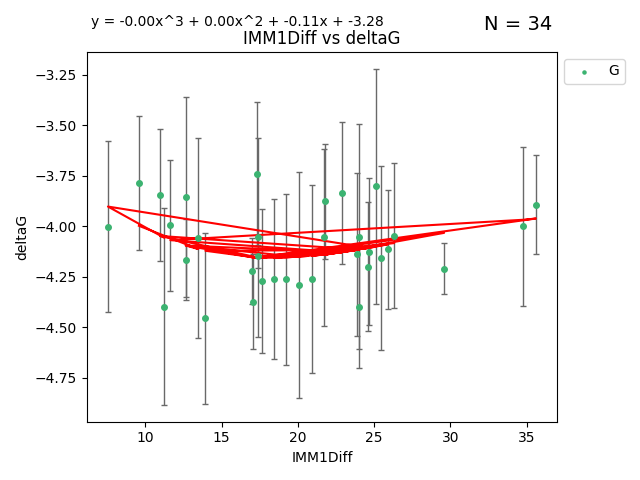 y = -0.00x^3 + 0.00x^2 + -0.11x + -3.28
N = 34
IMM1Diff vs deltaG
G
−3.25
−3.50
−3.75
−4.00
−4.25
−4.50
−4.75
deltaG
10 15 20 25 30 35
IMM1Diff